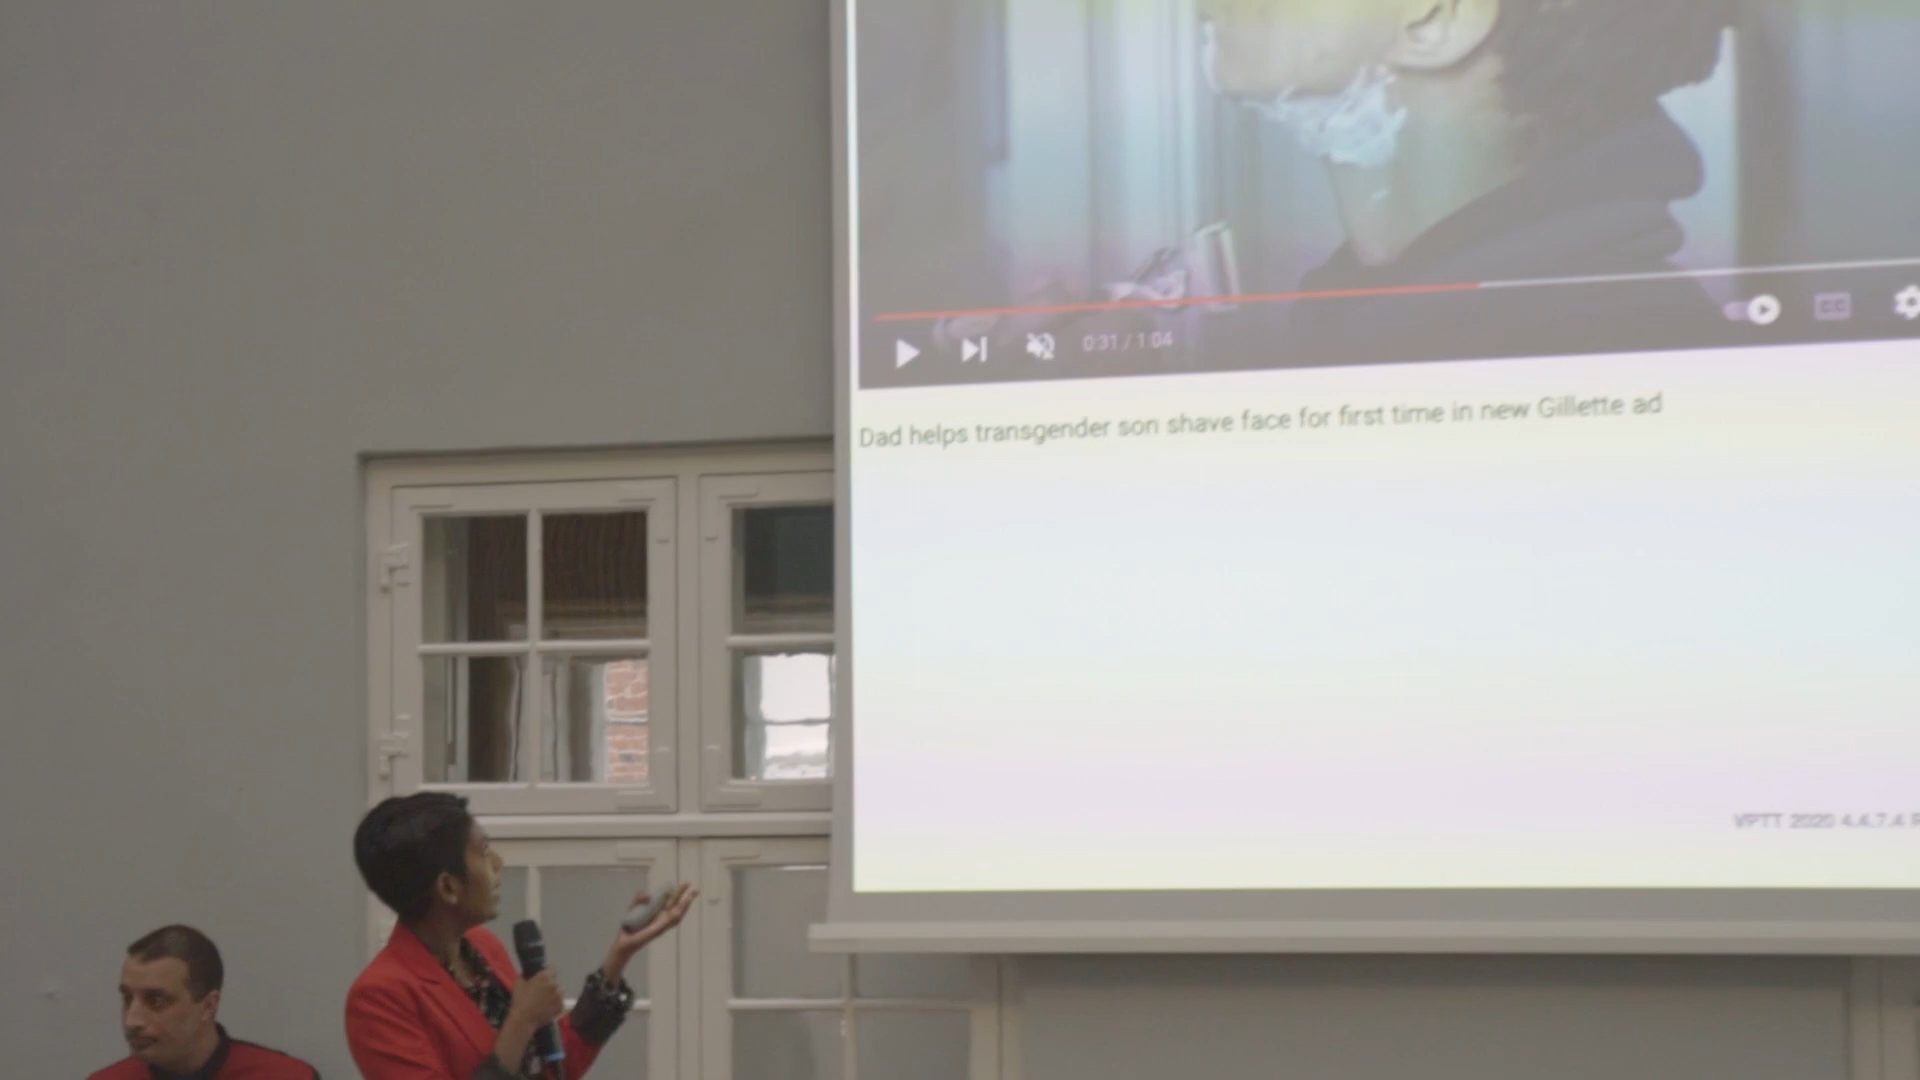 0:31 / 1:04
CC
Dad helps transgender son shave face for first time in new Gillette ad
VPTT 2020 4.4.7.4